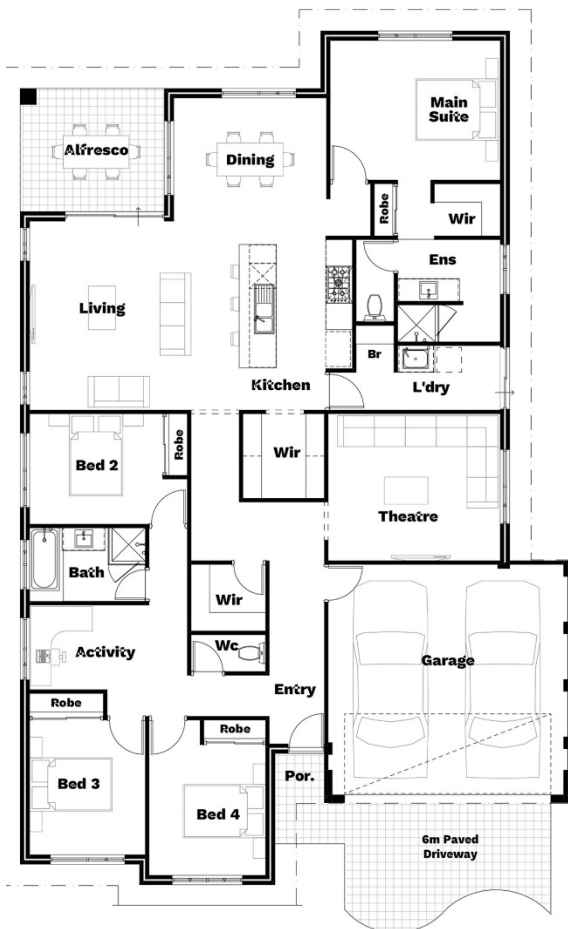 Main
Suite
Alfresco
Dining
Robe
Wir
Ens
Living
Br
Kitchen
L'dry
Bed 2
Robe
Wir
Theatre
Bath
Wir
Activity
Wc
Garage
Entry
Robe
Robe
Por.
Bed 3
Bed 4
6m Paved
Driveway